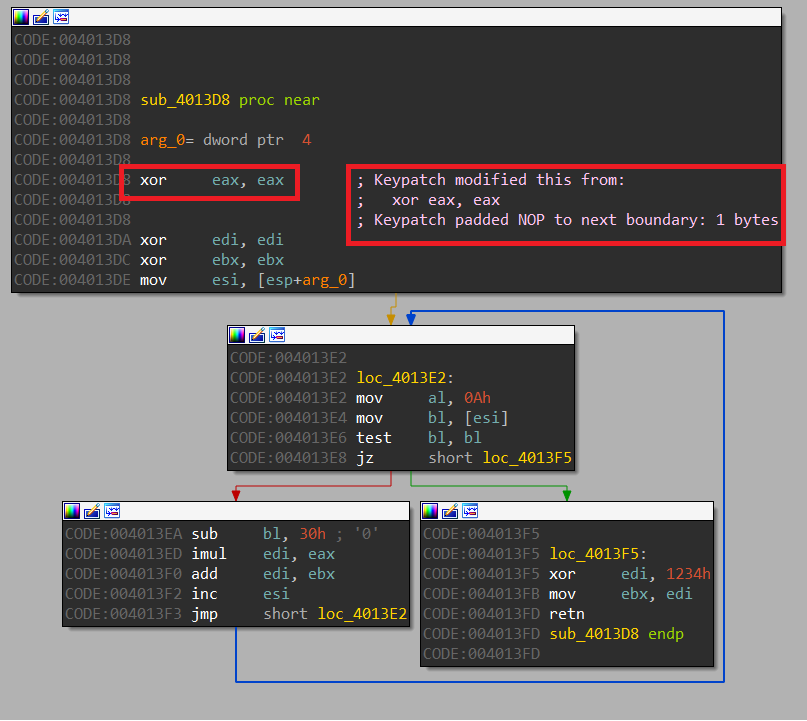 CODE:004013D8
CODE:004013D8
CODE:004013D8
CODE:004013D8 sub_4013D8 proc near
CODE:004013D8
CODE:004013D8 arg_0= dword ptr  4
CODE:004013D8
CODE:004013D8 xor     eax, eax        ; Keypatch modified this from:
CODE:004013D8                         ;   xor eax, eax
CODE:004013D8                         ; Keypatch padded NOP to next boundary: 1 bytes
CODE:004013DA xor     edi, edi
CODE:004013DC xor     ebx, ebx
CODE:004013DE mov     esi, [esp+arg_0]
CODE:004013E2
CODE:004013E2 loc_4013E2:
CODE:004013E2 mov     al, 0Ah
CODE:004013E4 mov     bl, [esi]
CODE:004013E6 test    bl, bl
CODE:004013E8 jz      short loc_4013F5
CODE:004013EA sub     bl, 30h ; '0'
CODE:004013ED imul    edi, eax
CODE:004013F0 add     edi, ebx
CODE:004013F2 inc     esi
CODE:004013F3 jmp     short loc_4013E2
CODE:004013F5
CODE:004013F5 loc_4013F5:
CODE:004013F5 xor     edi, 1234h
CODE:004013FB mov     ebx, edi
CODE:004013FD retn
CODE:004013FD sub_4013D8 endp
CODE:004013FD